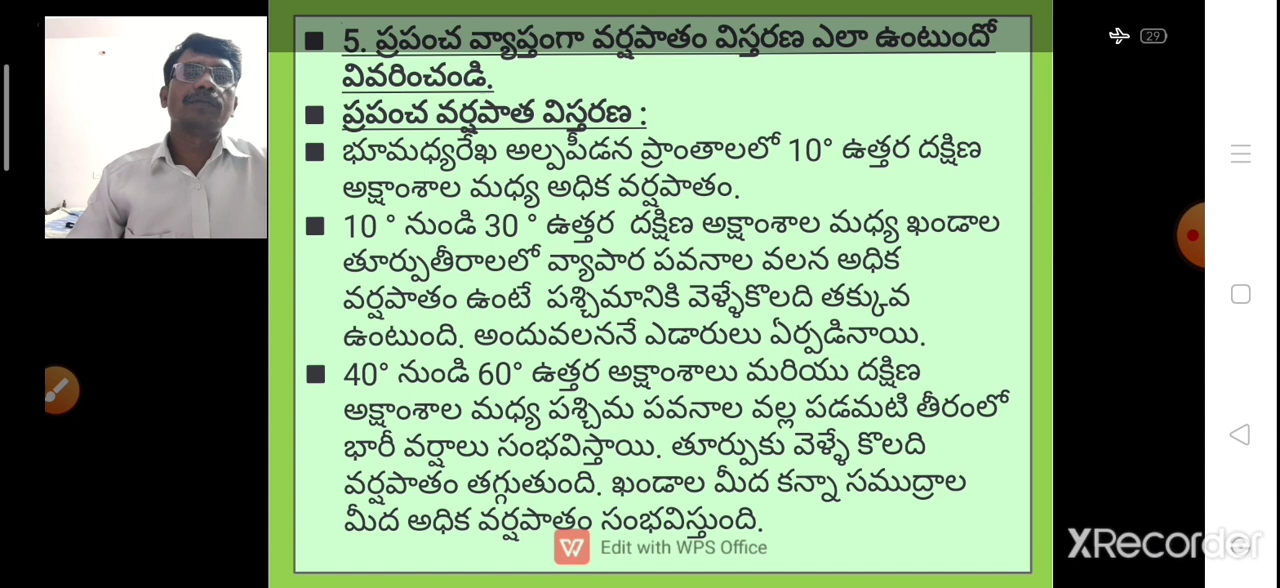 5. ప్రపంచ వ్యాప్తంగా వర్షపాతం విస్తరణ ఎలా ఉంటుందో
వివరించండి.
ప్రపంచ వర్షపాత విస్తరణ :
భూమధ్యరేఖ అల్పపీడన ప్రాంతాలలో 10° ఉత్తర దక్షిణ
అక్షాంశాల మధ్య అధిక వర్షపాతం.
10 ° నుండి 30 ° ఉత్తర దక్షిణ అక్షాంశాల మధ్య ఖండాల
తూర్పుతీరాలలో వ్యాపార పవనాల వలన అధిక
వర్షపాతం ఉంటే పశ్చిమానికి వెళ్ళేకొలది తక్కువ
ఉంటుంది. అందువలననే ఎడారులు ఏర్పడినాయి.
40° నుండి 60° ఉత్తర అక్షాంశాలు మరియు దక్షిణ
అక్షాంశాల మధ్య పశ్చిమ పవనాల వల్ల పడమటి తీరంలో
భారీ వర్షాలు సంభవిస్తాయి. తూర్పుకు వెళ్ళే కొలది
వర్షపాతం తగ్గుతుంది. ఖండాల మీద కన్నా సముద్రాల
మీద అధిక వర్షపాతం సంభవిస్తుంది.
Edit with WPS Office
29
XRecorder